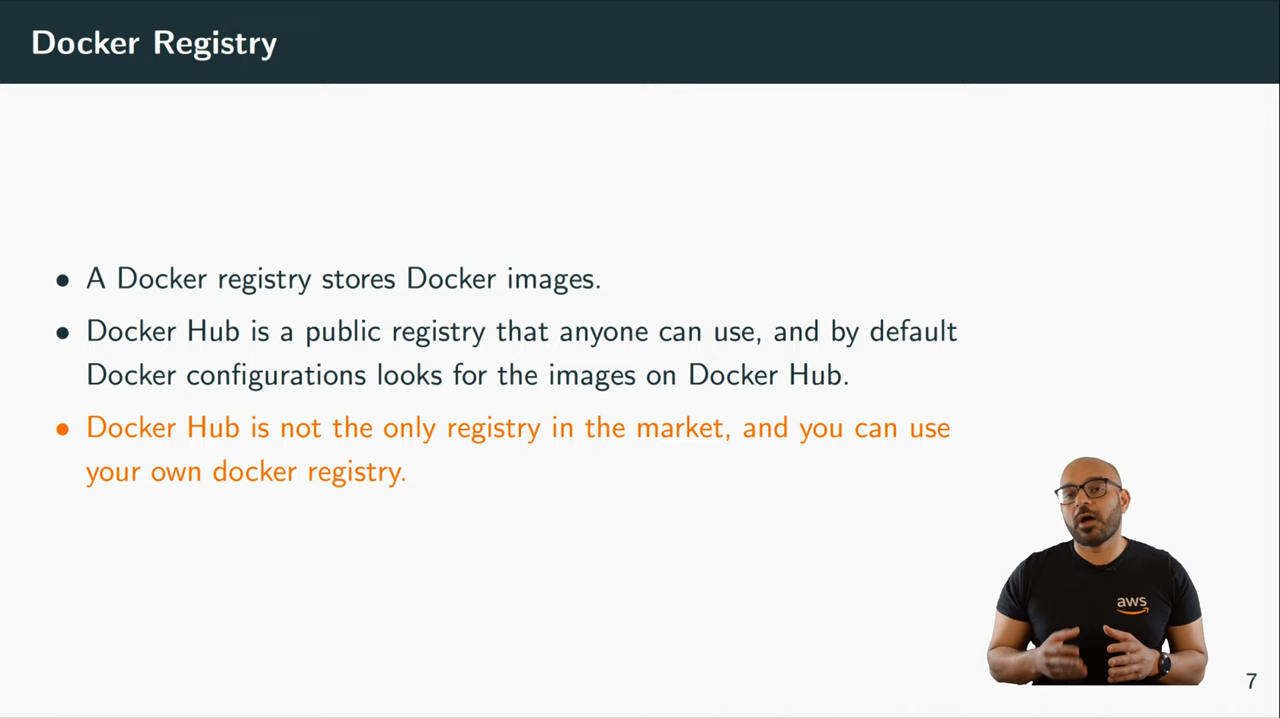 Docker Registry
• A Docker registry stores Docker images.
• Docker Hub is a public registry that anyone can use, and by default
Docker configurations looks for the images on Docker Hub.
• Docker Hub is not the only registry in the market, and you can use
your own docker registry.
aws
7